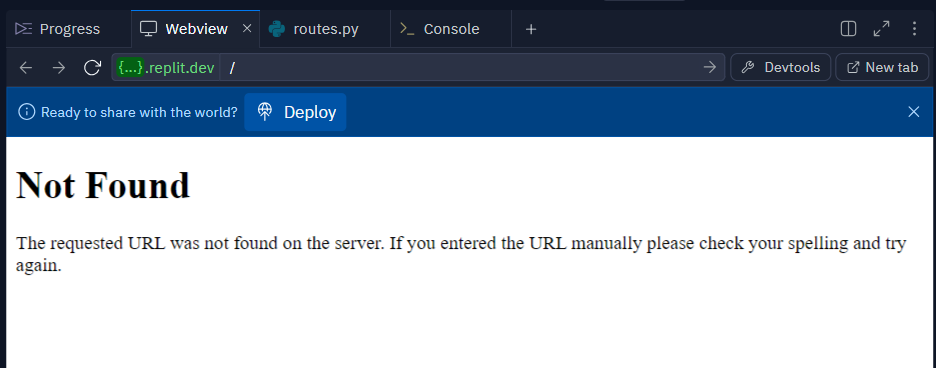 Progress
Webview
routes.py
Console
{...}.replit.dev /
Devtools
New tab
Ready to share with the world?
Deploy
Not Found
The requested URL was not found on the server. If you entered the URL manually please check your spelling and try
again.